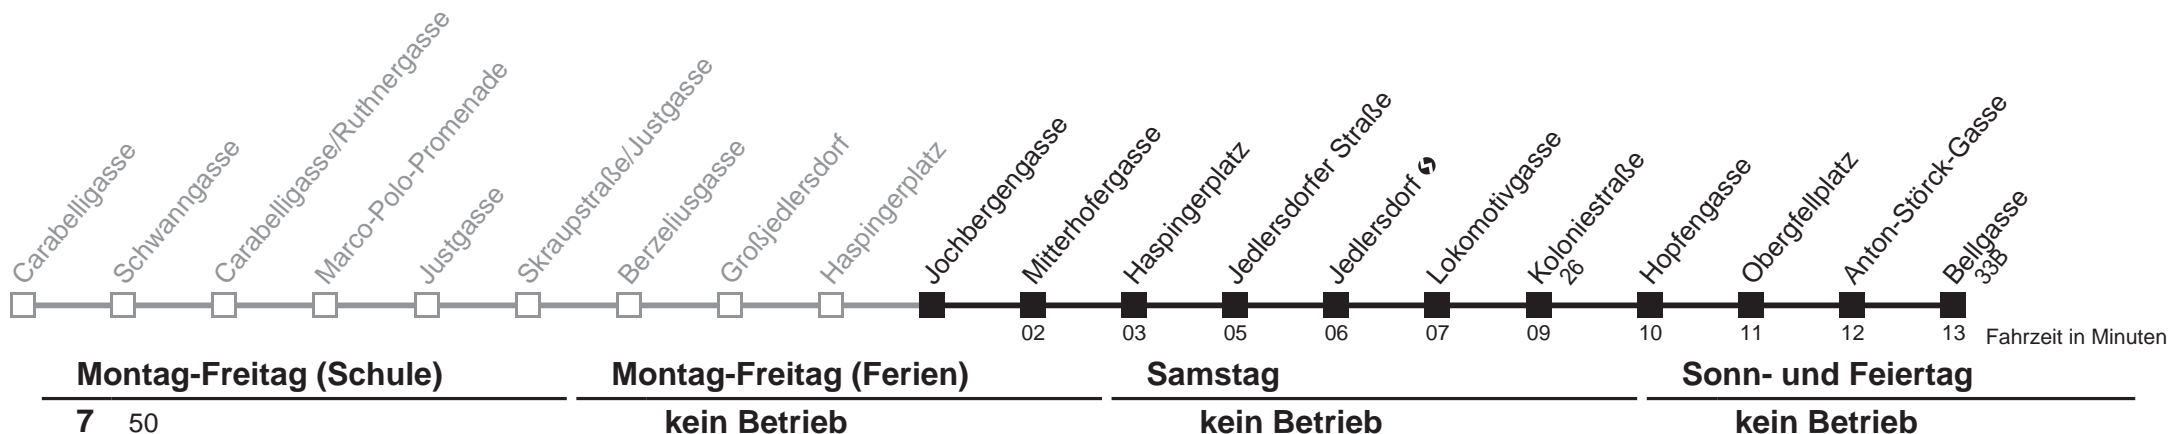 Carabelligasse
Schwanngasse
Carabelligasse/Ruthnergasse
Marco-Polo-Promenade
Justgasse
Skraupstraße/Justgasse
Berzeliusgasse
Großjedlersdorf
Haspingerplatz
Jochbergengasse
Mitterhofergasse
Haspingerplatz
Jedlersdorfer Straße
Jedlersdorf
Lokomotivgasse
Koloniestraße
26
Hopfengasse
Obergfellplatz
Anton-Störck-Gasse
Bellgasse
33B
02 03 05 06 07 09 10 11 12 13 Fahrzeit in Minuten
Montag-Freitag (Schule) Montag-Freitag (Ferien) Samstag Sonn- und Feiertag
7 50 kein Betrieb kein Betrieb kein Betrieb